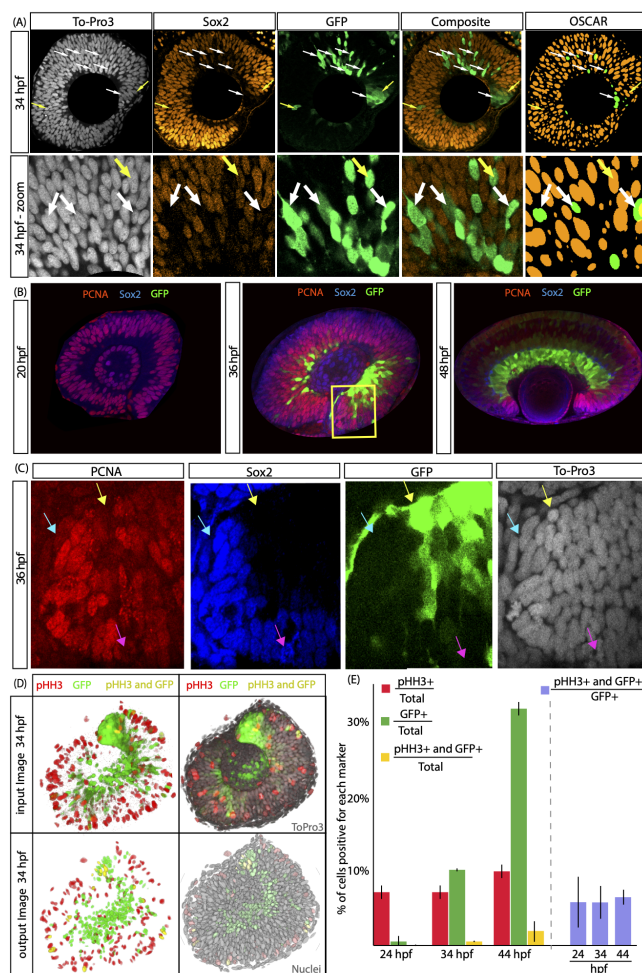 (A)
To-Pro3 Sox2 GFP Composite OSCAR
34 hpf
34 hpf - zoom
(B)
PCNA Sox2 GFP PCNA Sox2 GFP PCNA Sox2 GFP
20 hpf
36 hpf
48 hpf
(C)
PCNA Sox2 GFP To-Pro3
36 hpf
(D)
pHH3 GFP pHH3 and GFP pHH3 GFP pHH3 and GFP
input Image 34 hpf
ToPro3
output Image 34 hpf
Nuclei
(E)
pHH3+
Total
GFP+
Total
pHH3+ and GFP+
Total
pHH3+ and GFP+
GFP+
% of cells positive for each marker
30%
20%
10%
24 hpf 34 hpf 44 hpf
24 34 44
hpf